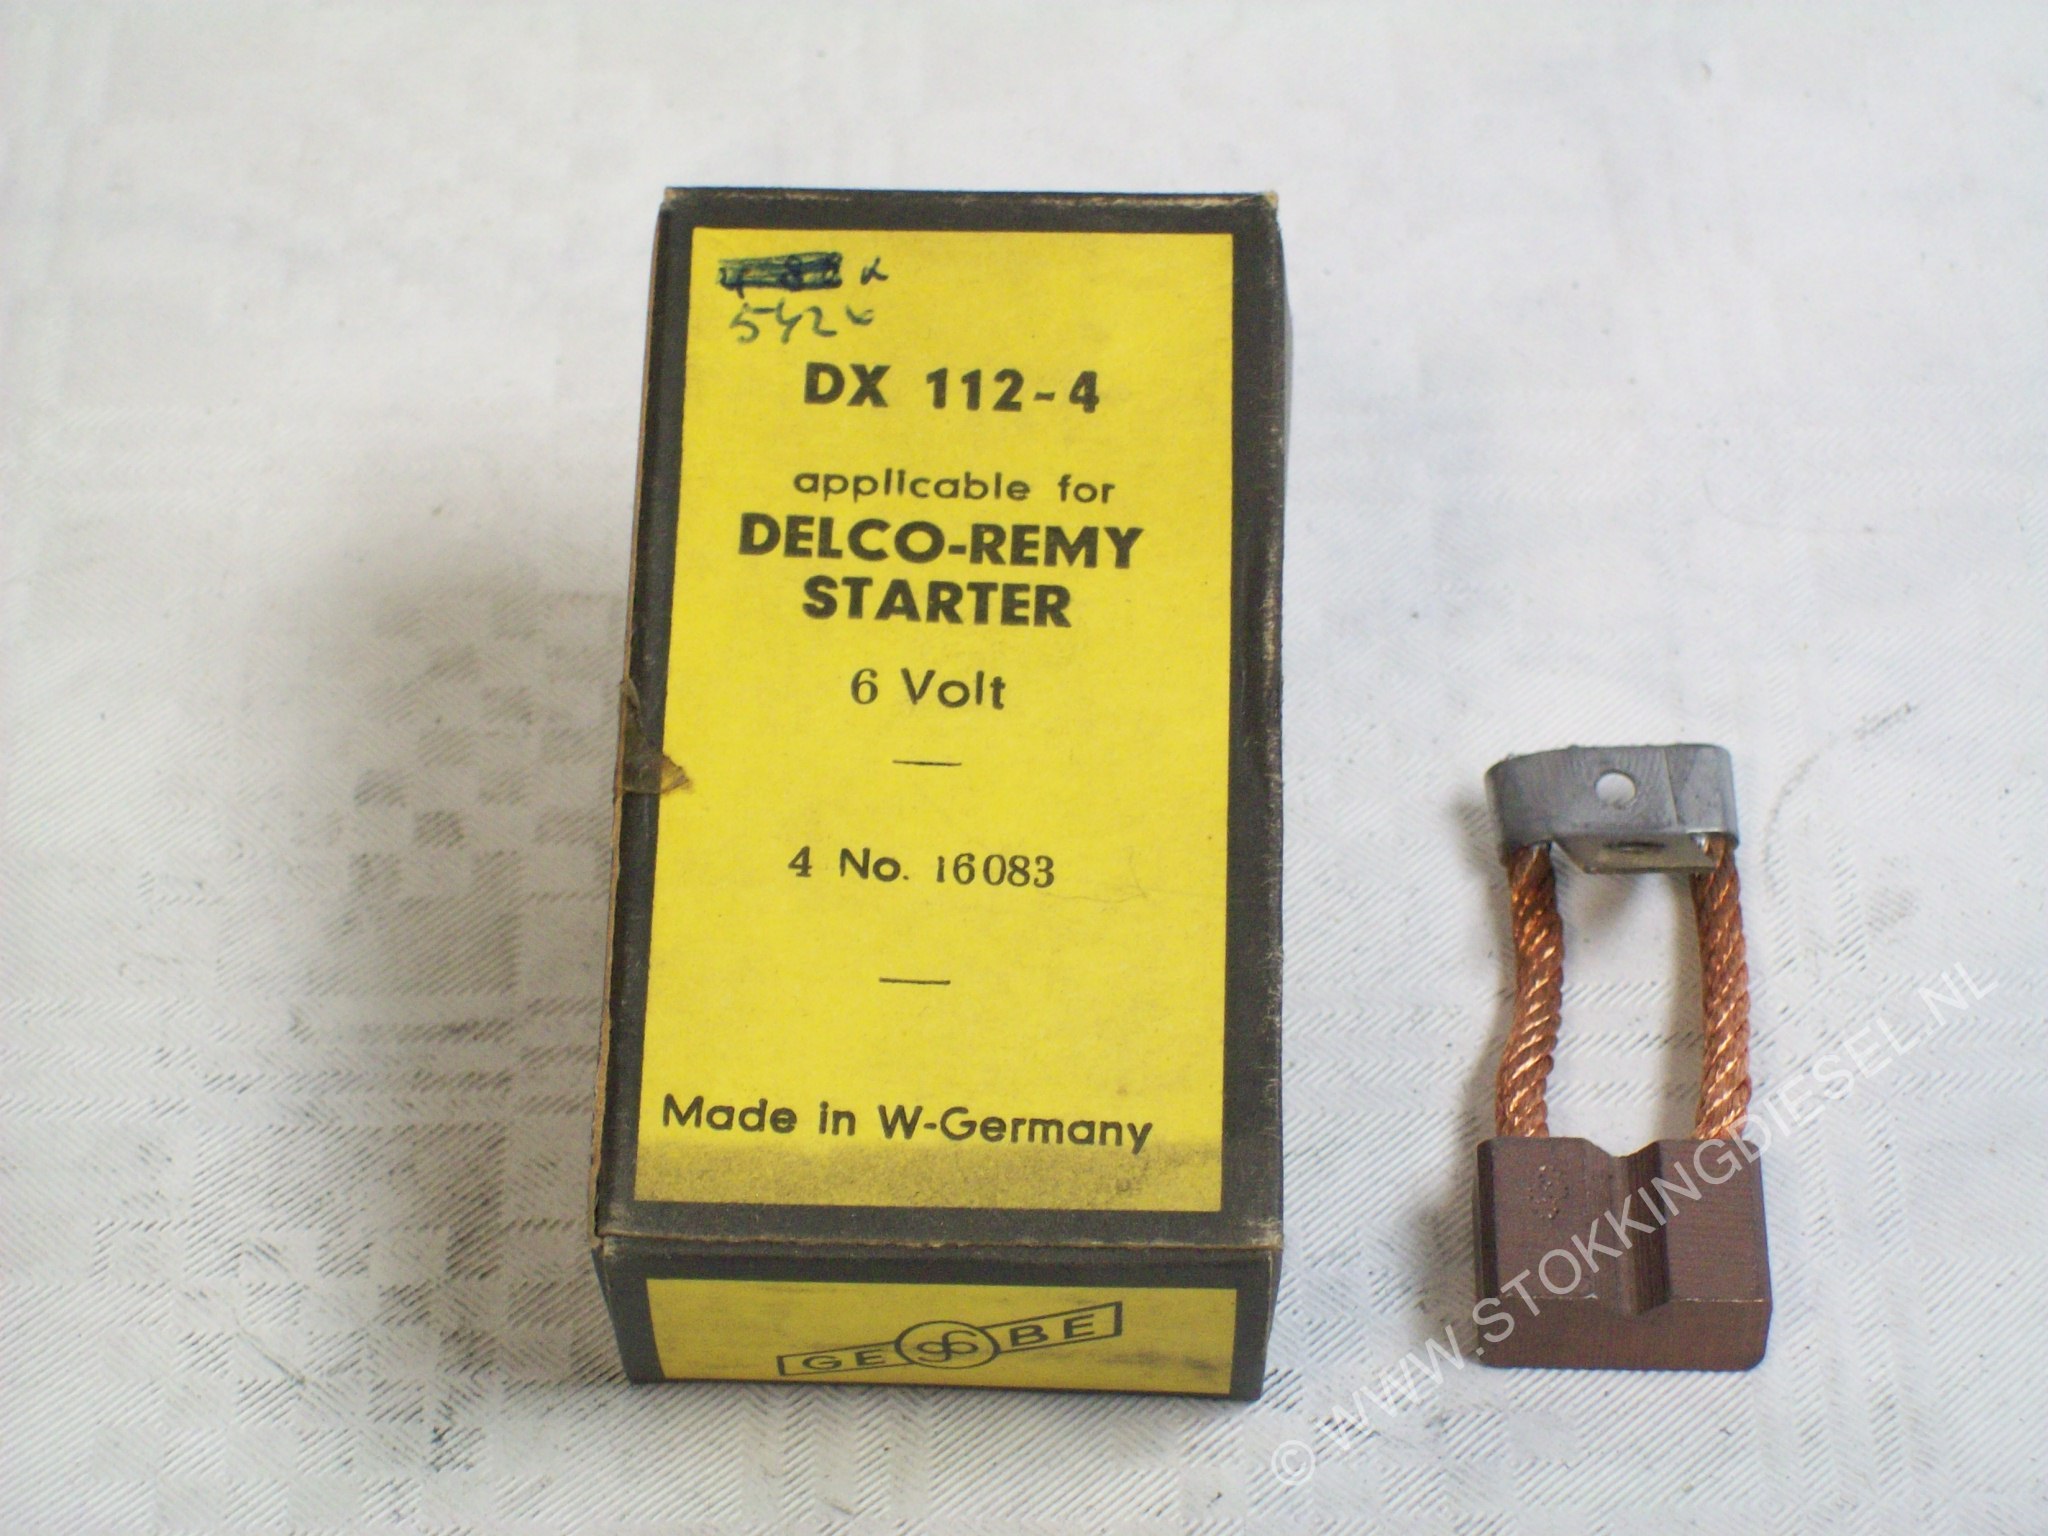 542
DX 112-4
applicable for
DELCO-REMY
STARTER
6 Volt
4 No. 16083
Made in W-Germany
GE BE
© WWW.STOKKINGDIESEL.NL